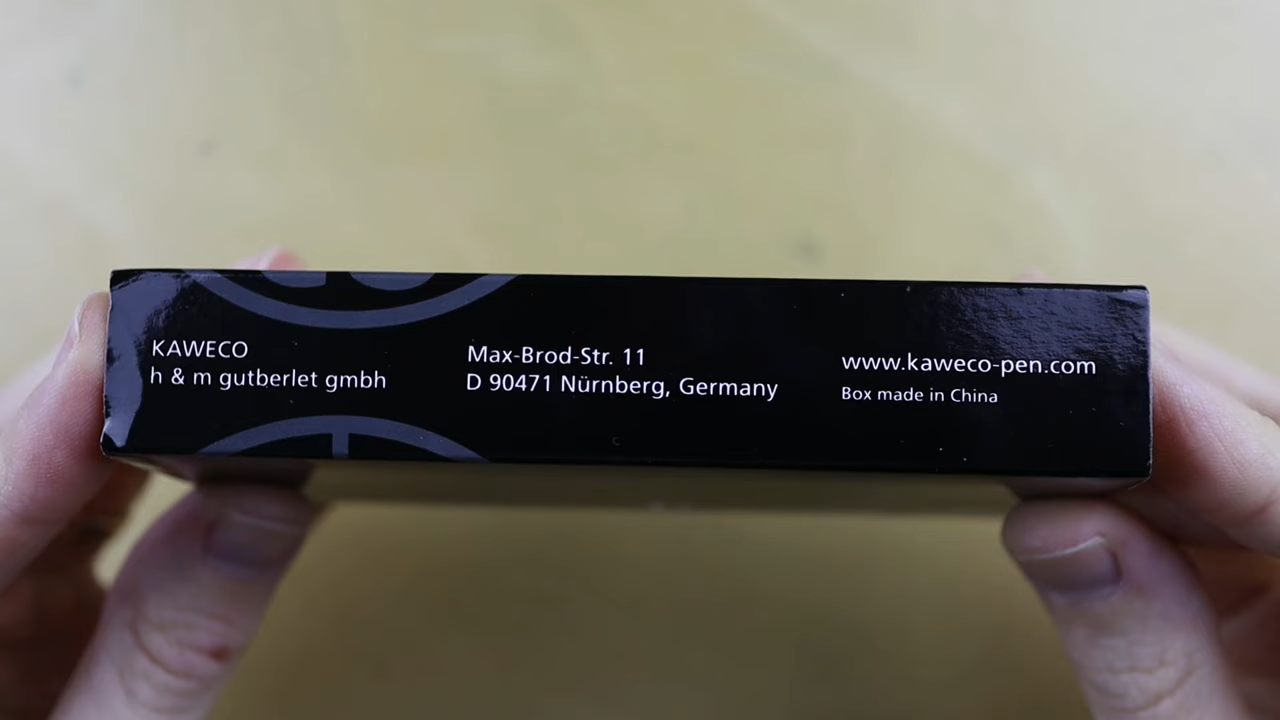 KAWECO
h & m gutberlet gmbh
Max-Brod-Str. 11
D 90471 Nürnberg, Germany
www.kaweco-pen.com
Box made in China